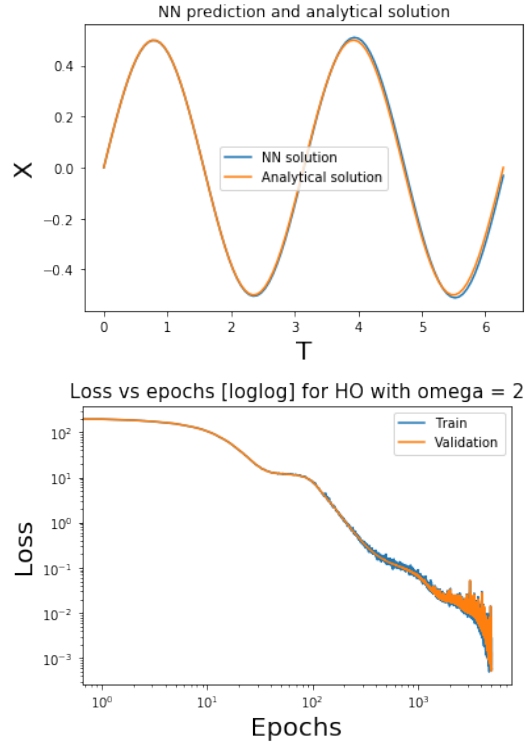 NN prediction and analytical solution
X
0.4
0.2
0.0
−0.2
−0.4
NN solution
Analytical solution
0 1 2 3 4 5 6
T
Loss vs epochs [loglog] for HO with omega = 2
Loss
10²
10¹
10⁰
10⁻¹
10⁻²
10⁻³
Train
Validation
10⁰ 10¹ 10² 10³
Epochs